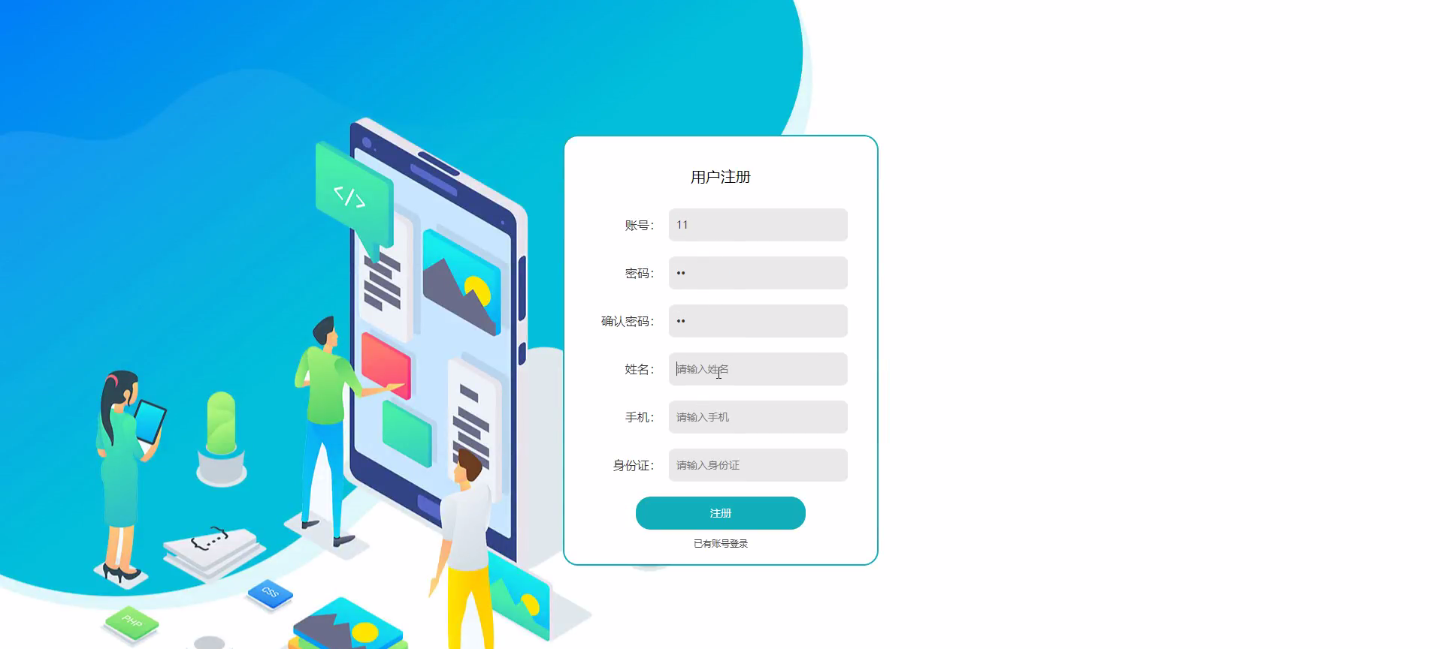 用户注册
账号： 11
密码： ••
确认密码： ••
姓名： 请输入姓名
手机： 请输入手机
身份证： 请输入身份证
注册
已有账号登录
</>
{...}
CSS
PHP